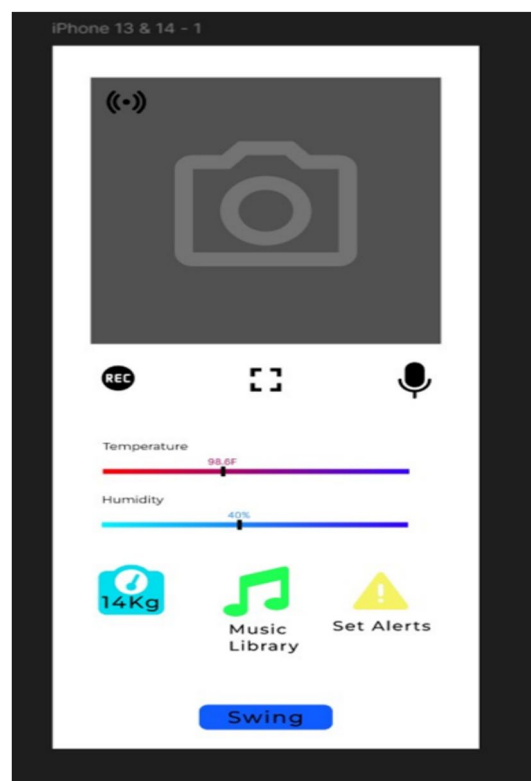 iPhone 13 & 14 - 1
REC
Temperature
98.6F
Humidity
40%
14Kg
Music
Library
Set Alerts
Swing